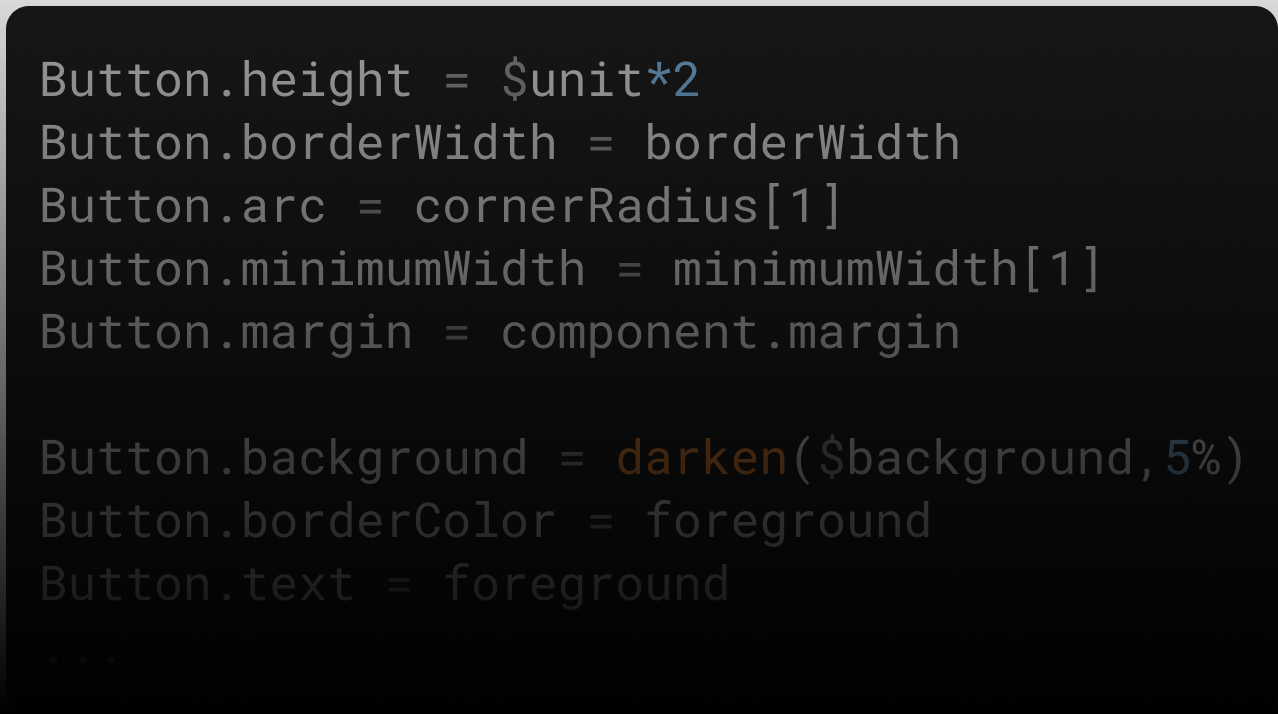 Button.height = $unit*2
Button.borderWidth = borderWidth
Button.arc = cornerRadius[1]
Button.minimumWidth = minimumWidth[1]
Button.margin = component.margin
Button.background = darken($background,5%)
Button.borderColor = foreground
Button.text = foreground
...